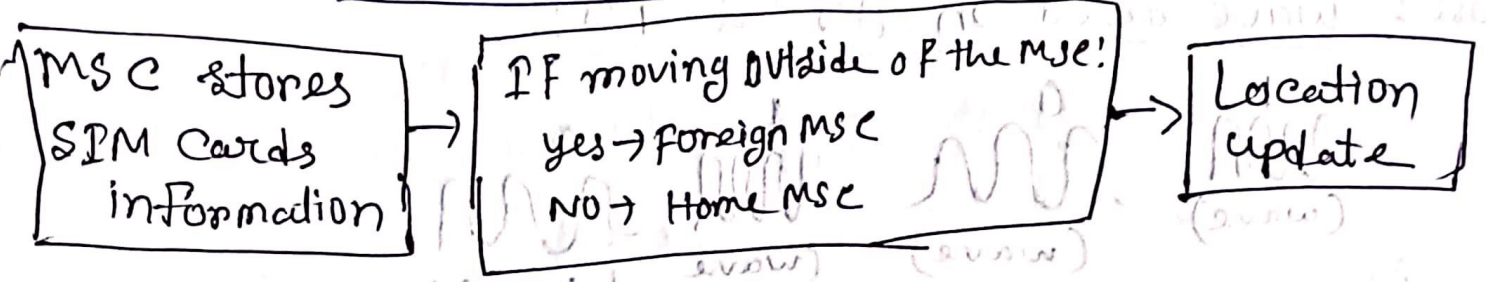 MSC stores
SIM Cards
information
If moving outside of the MSC:
yes → Foreign MSC
NO → Home MSC
Location
update